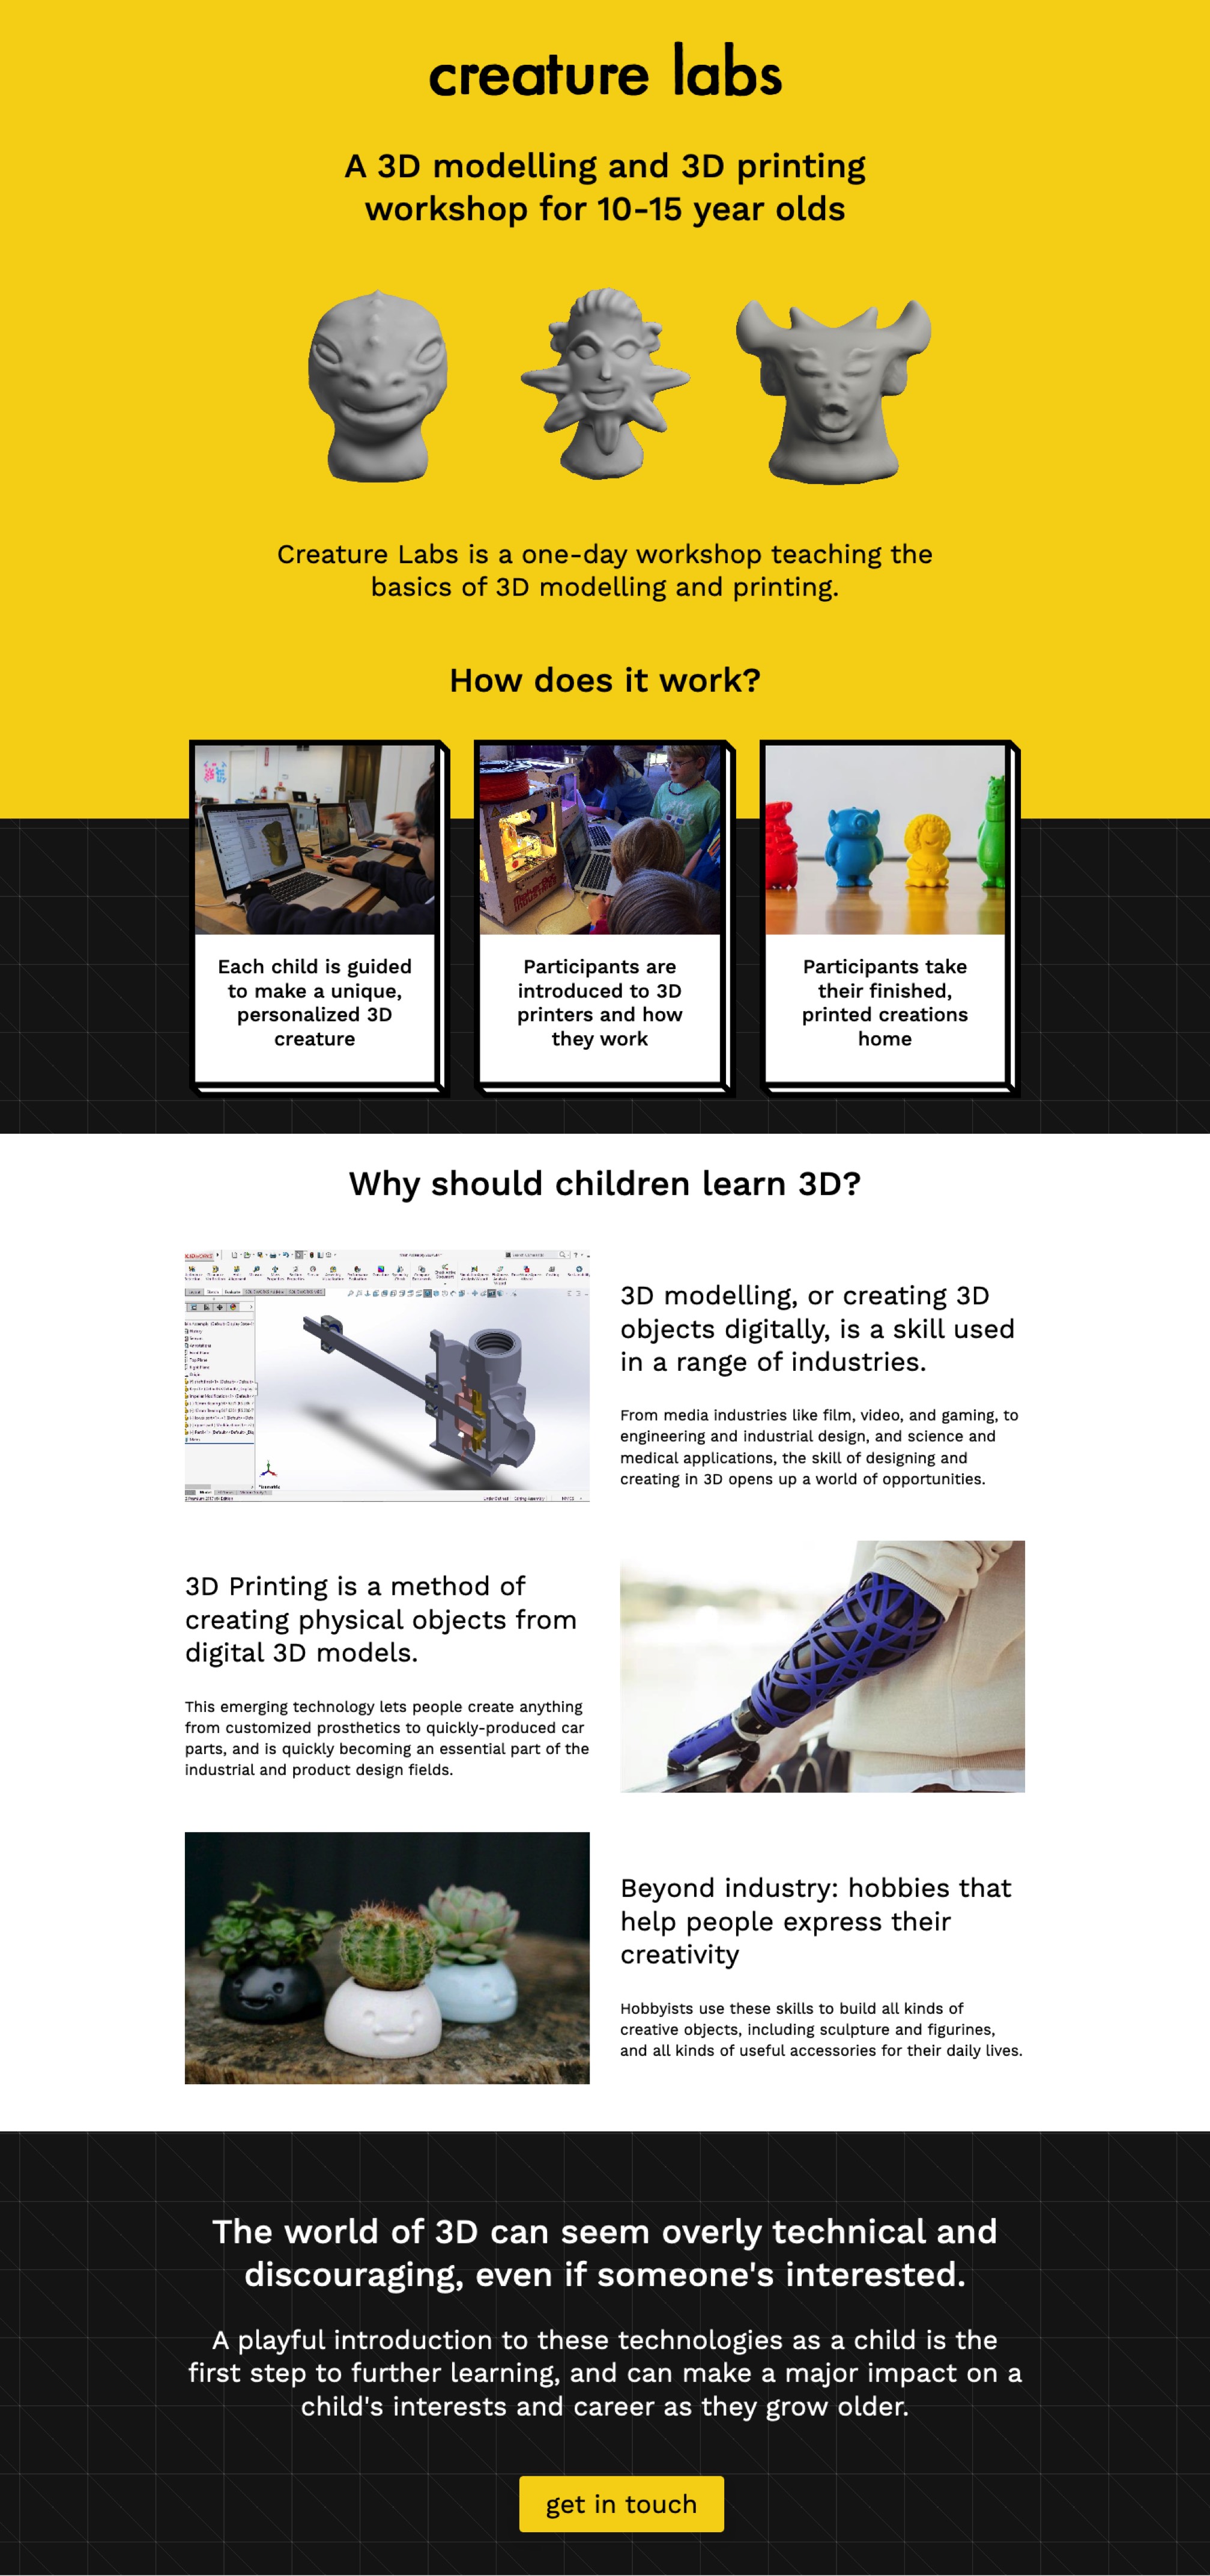 creature labs
A 3D modelling and 3D printing
workshop for 10-15 year olds
Creature Labs is a one-day workshop teaching the
basics of 3D modelling and printing.
How does it work?
Each child is guided
to make a unique,
personalized 3D
creature
Participants are
introduced to 3D
printers and how
they work
Participants take
their finished,
printed creations
home
Why should children learn 3D?
3D modelling, or creating 3D
objects digitally, is a skill used
in a range of industries.
From media industries like film, video, and gaming, to
engineering and industrial design, and science and
medical applications, the skill of designing and
creating in 3D opens up a world of opportunities.
3D Printing is a method of
creating physical objects from
digital 3D models.
This emerging technology lets people create anything
from customized prosthetics to quickly-produced car
parts, and is quickly becoming an essential part of the
industrial and product design fields.
Beyond industry: hobbies that
help people express their
creativity
Hobbyists use these skills to build all kinds of
creative objects, including sculpture and figurines,
and all kinds of useful accessories for their daily lives.
The world of 3D can seem overly technical and
discouraging, even if someone's interested.
A playful introduction to these technologies as a child is the
first step to further learning, and can make a major impact on a
child's interests and career as they grow older.
get in touch